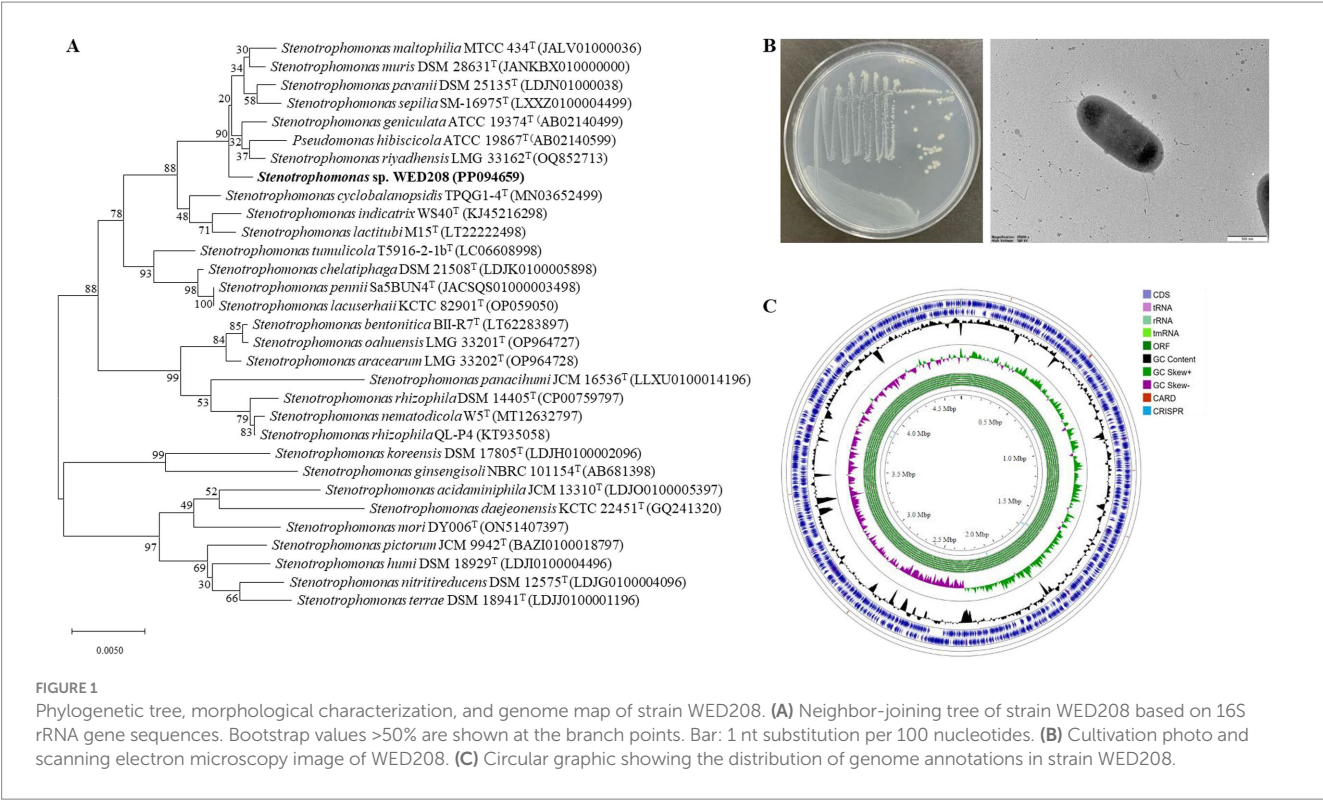 A
Stenotrophomonas maltophilia MTCC 434T (JALV01000036)
Stenotrophomonas muris DSM 28631T (JANKBX010000000)
Stenotrophomonas pavanii DSM 25135T (LDJN01000038)
Stenotrophomonas sepilia SM-16975T (LXXZ0100004499)
Stenotrophomonas geniculata ATCC 19374T (AB02140499)
Pseudomonas hibiscicola ATCC 19867T (AB02140599)
Stenotrophomonas riyadhensis LMG 33162T (OQ852713)
Stenotrophomonas sp. WED208 (PP094659)
Stenotrophomonas cyclobalanopsidis TPQG1-4T (MN03652499)
Stenotrophomonas indicatrix WS40T (KJ45216298)
Stenotrophomonas lactitubi M15T (LT22222498)
Stenotrophomonas tumulicola T5916-2-1bT (LC06608998)
Stenotrophomonas chelatiphaga DSM 21508T (LDJK0100005898)
Stenotrophomonas pennii Sa5BUN4T (JACSQS01000003498)
Stenotrophomonas lacuserhaii KCTC 82901T (OP059050)
Stenotrophomonas bentonitica BII-R7T (LT62283897)
Stenotrophomonas oahuensis LMG 33201T (OP964727)
Stenotrophomonas aracearum LMG 33202T (OP964728)
Stenotrophomonas panacihumi JCM 16536T (LLXU0100014196)
Stenotrophomonas rhizophila DSM 14405T (CP00759797)
Stenotrophomonas nematodicola W5T (MT12632797)
Stenotrophomonas rhizophila QL-P4 (KT935058)
Stenotrophomonas koreensis DSM 17805T (LDJH0100002096)
Stenotrophomonas ginsengisoli NBRC 101154T (AB681398)
Stenotrophomonas acidaminiphila JCM 13310T (LDJO0100005397)
Stenotrophomonas daejeonensis KCTC 22451T (GQ241320)
Stenotrophomonas mori DY006T (ON51407397)
Stenotrophomonas pictorum JCM 9942T (BAZI0100018797)
Stenotrophomonas humi DSM 18929T (LDJI0100004496)
Stenotrophomonas nitritireducens DSM 12575T (LDJG0100004096)
Stenotrophomonas terrae DSM 18941T (LDJJ0100001196)
30
34
58
20
90
32
37
88
48
71
78
93
98
100
88
85
84
99
53
79
83
99
52
49
97
69
30
66
0.0050
B
C
CDS
tRNA
rRNA
tmRNA
ORF
GC Content
GC Skew+
GC Skew-
CARD
CRISPR
0.5 Mbp
1.0 Mbp
1.5 Mbp
2.0 Mbp
2.5 Mbp
3.0 Mbp
3.5 Mbp
4.0 Mbp
4.5 Mbp
FIGURE 1
Phylogenetic tree, morphological characterization, and genome map of strain WED208. (A) Neighbor-joining tree of strain WED208 based on 16S
rRNA gene sequences. Bootstrap values >50% are shown at the branch points. Bar: 1 nt substitution per 100 nucleotides. (B) Cultivation photo and
scanning electron microscopy image of WED208. (C) Circular graphic showing the distribution of genome annotations in strain WED208.